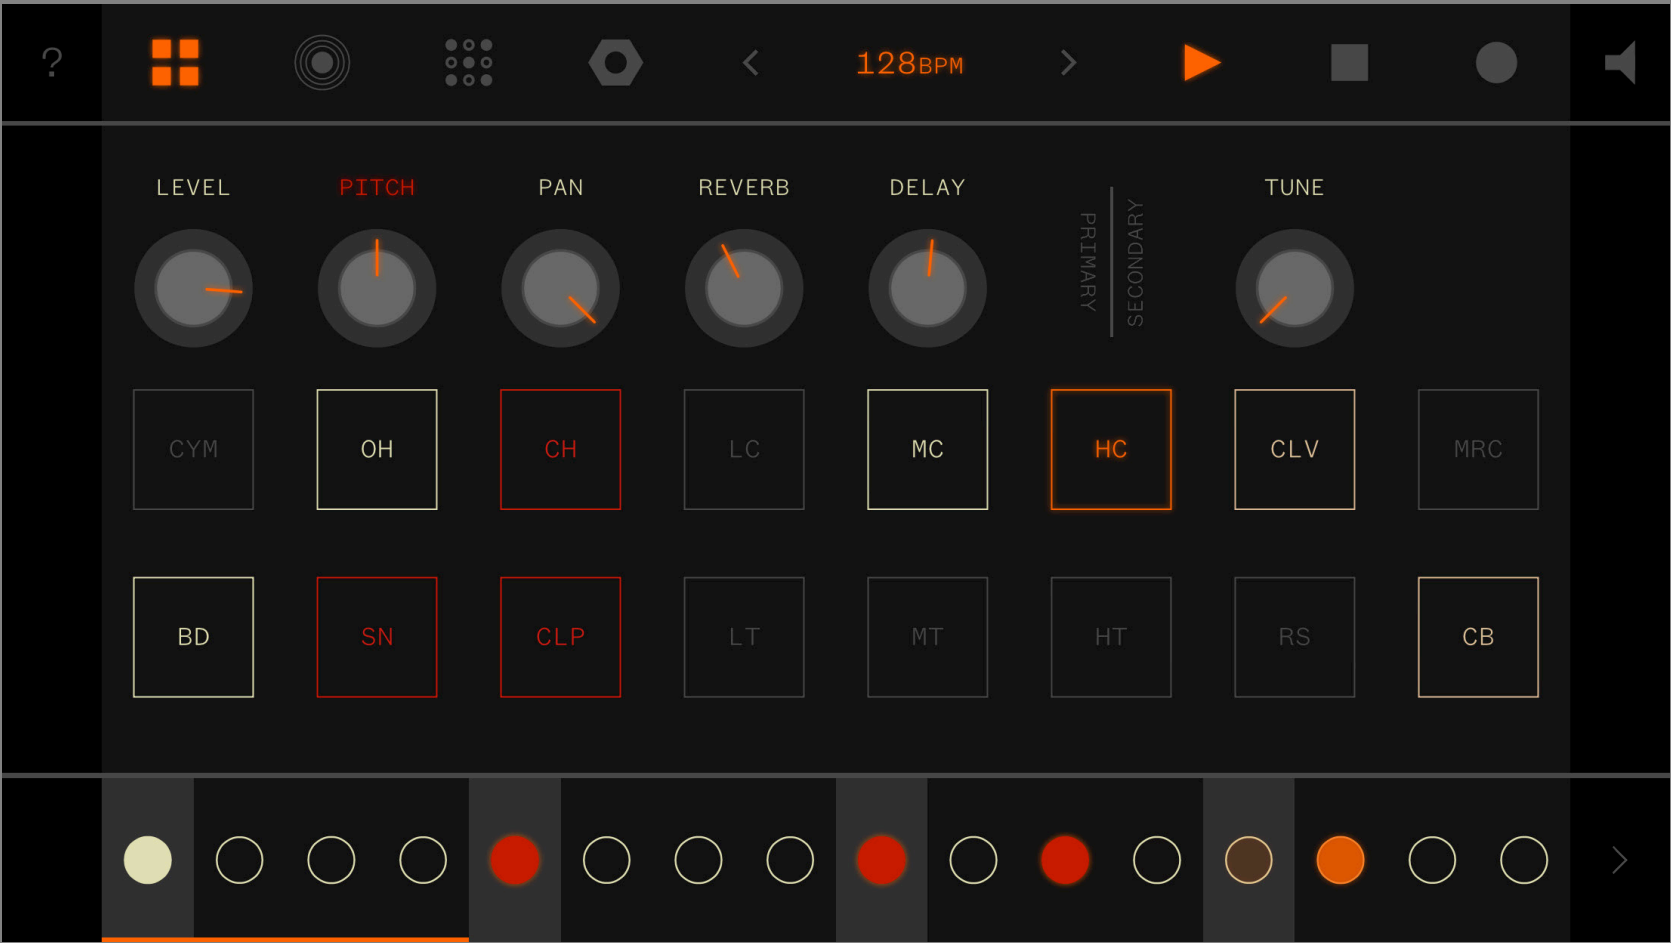 ?
128BPM
LEVEL
PITCH
PAN
REVERB
DELAY
PRIMARY
SECONDARY
TUNE
CYM
OH
CH
LC
MC
HC
CLV
MRC
BD
SN
CLP
LT
MT
HT
RS
CB